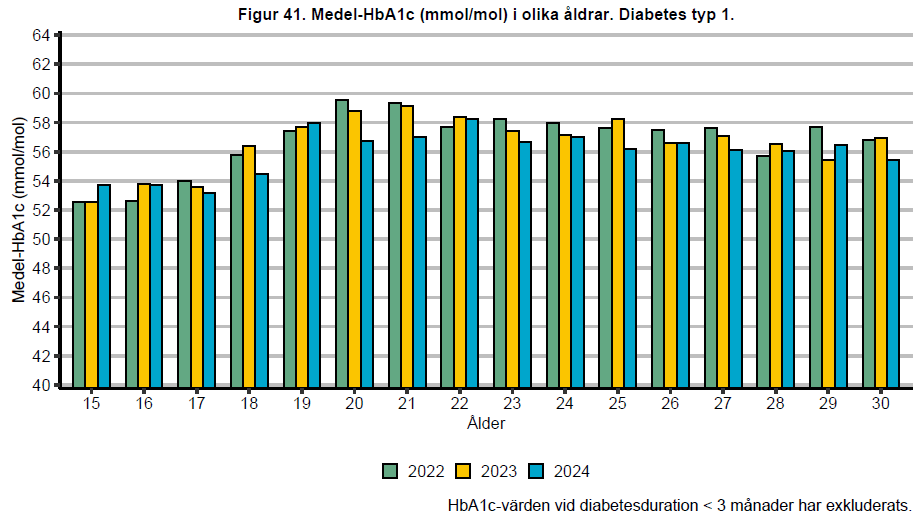 Figur 41. Medel-HbA1c (mmol/mol) i olika åldrar. Diabetes typ 1.
Medel-HbA1c (mmol/mol)
64
62
60
58
56
54
52
50
48
46
44
42
40
15 16 17 18 19 20 21 22 23 24 25 26 27 28 29 30
Ålder
2022 2023 2024
HbA1c-värden vid diabetesduration < 3 månader har exkluderats.